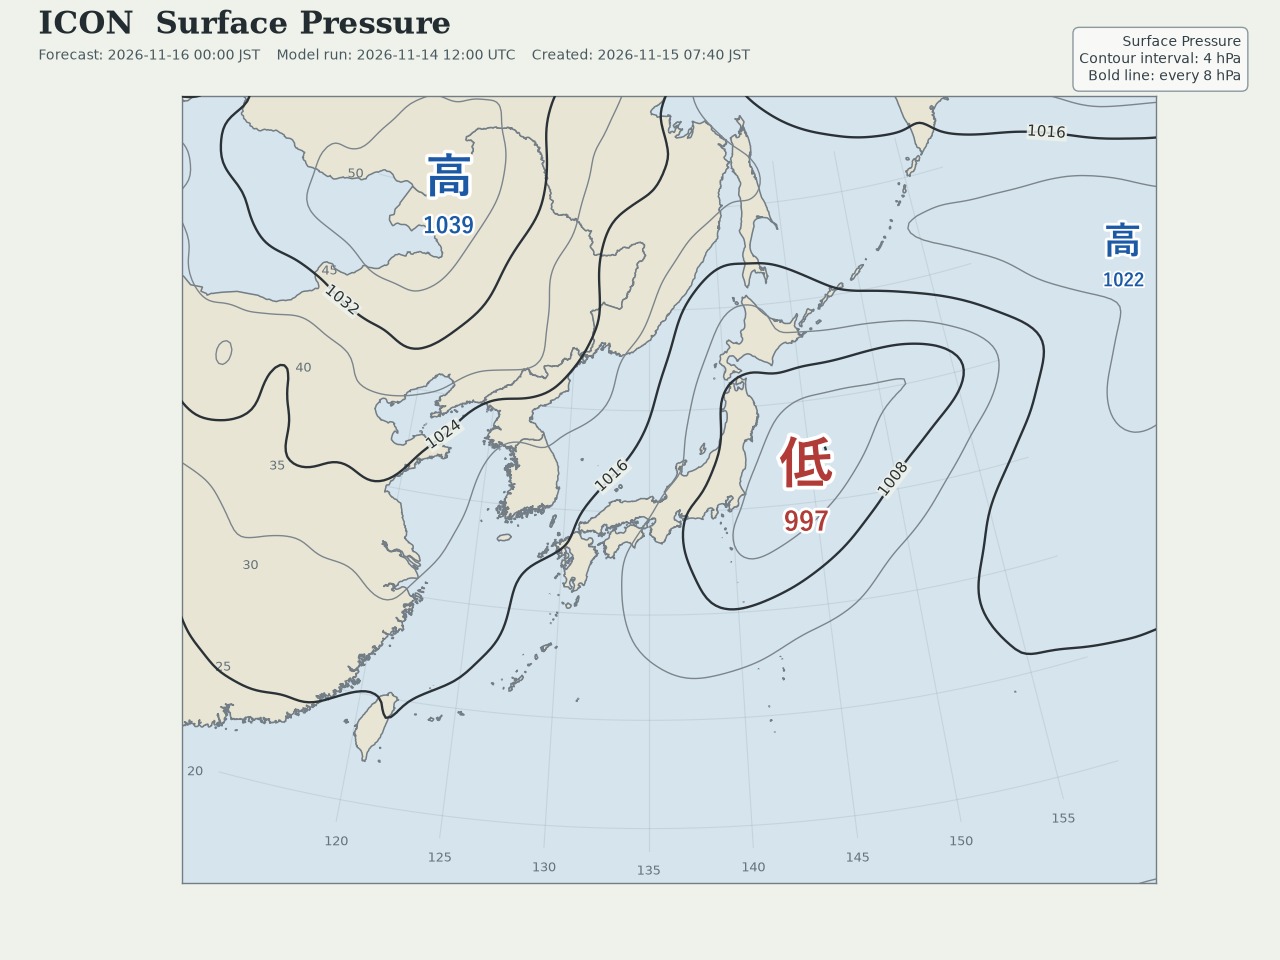 ICON  Surface Pressure
Forecast: 2026-11-16 00:00 JST    Model run: 2026-11-14 12:00 UTC    Created: 2026-11-15 07:40 JST
Surface Pressure
Contour interval: 4 hPa
Bold line: every 8 hPa
1016
50
高
1039
高
1022
45
1032
40
1024
35
1016
低
997
1008
30
25
20
120
125
130
135
140
145
150
155